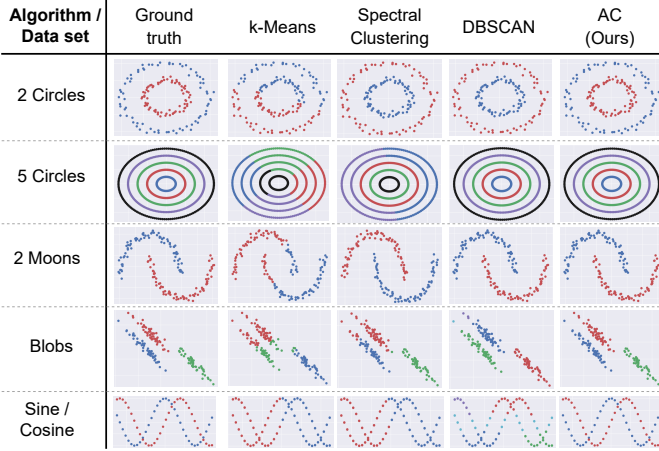 Algorithm / Data set
Ground truth
k-Means
Spectral Clustering
DBSCAN
AC (Ours)
2 Circles
5 Circles
2 Moons
Blobs
Sine / Cosine